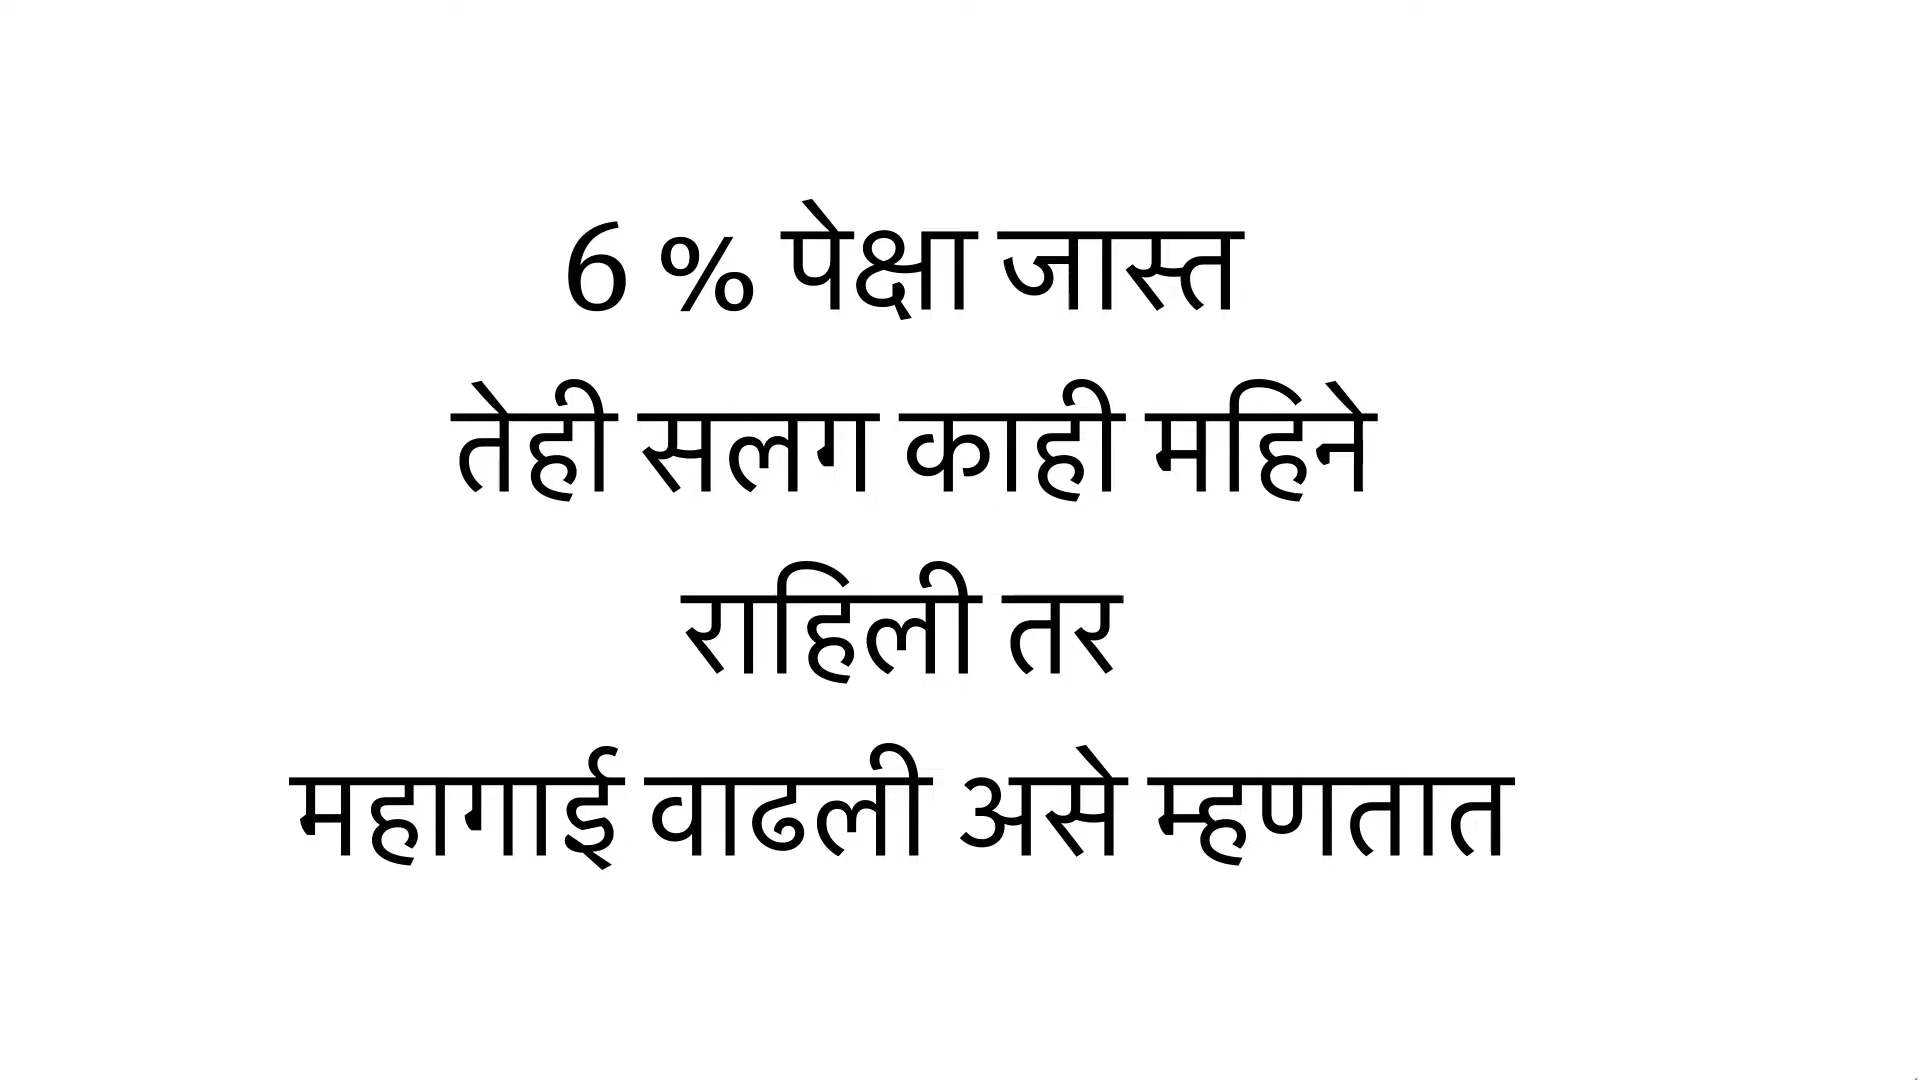 6 % पेक्षा जास्त
तेही सलग काही महिने
राहिली तर
महागाई वाढली असे म्हणतात